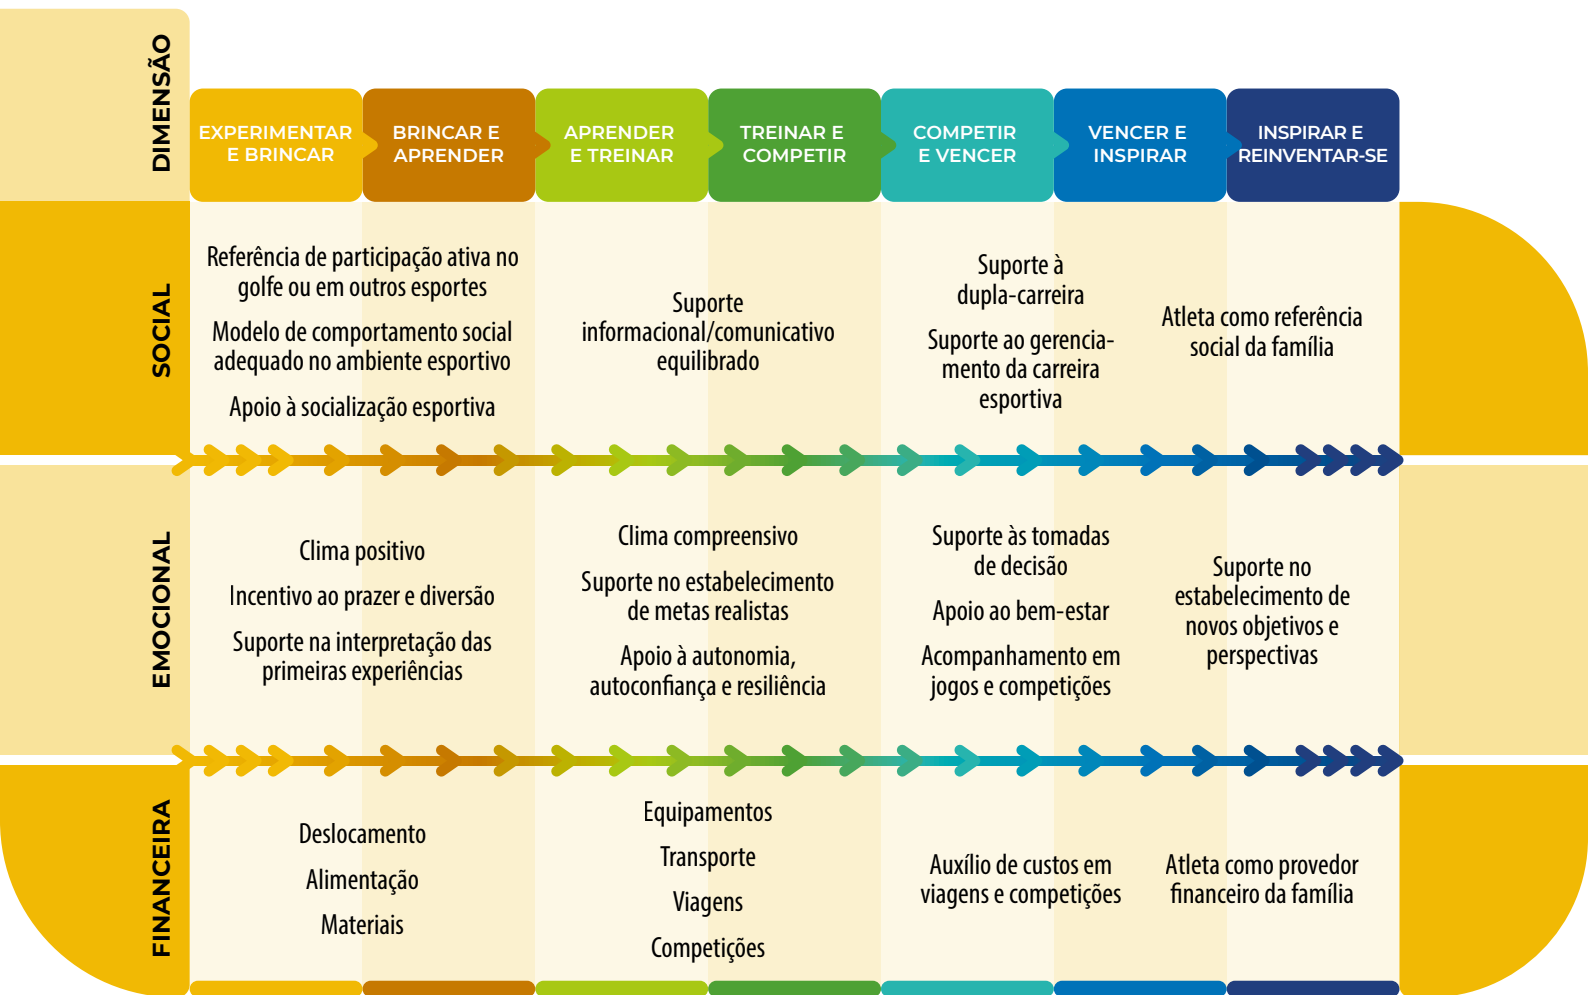 DIMENSÃO
EXPERIMENTAR
E BRINCAR
BRINCAR E
APRENDER
APRENDER
E TREINAR
TREINAR E
COMPETIR
COMPETIR
E VENCER
VENCER E
INSPIRAR
INSPIRAR E
REINVENTAR-SE
SOCIAL
Referência de participação ativa no
golfe ou em outros esportes
Modelo de comportamento social
adequado no ambiente esportivo
Apoio à socialização esportiva
Suporte
informacional/comunicativo
equilibrado
Suporte à
dupla-carreira
Suporte ao gerencia-
mento da carreira
esportiva
Atleta como referência
social da família
EMOCIONAL
Clima positivo
Incentivo ao prazer e diversão
Suporte na interpretação das
primeiras experiências
Clima compreensivo
Suporte no estabelecimento
de metas realistas
Apoio à autonomia,
autoconfiança e resiliência
Suporte às tomadas
de decisão
Apoio ao bem-estar
Acompanhamento em
jogos e competições
Suporte no
estabelecimento de
novos objetivos e
perspectivas
FINANCEIRA
Deslocamento
Alimentação
Materiais
Equipamentos
Transporte
Viagens
Competições
Auxílio de custos em
viagens e competições
Atleta como provedor
financeiro da família